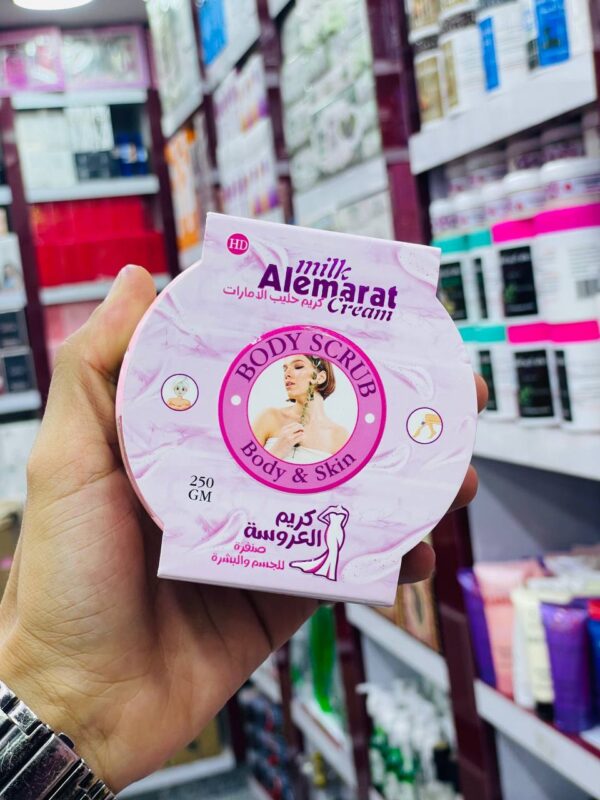 HD
milk
Alemarat
كريم حليب الامارات
Cream
BODY SCRUB
Body & Skin
250
GM
كريم
العروسة
صنفرة
للجسم والبشرة